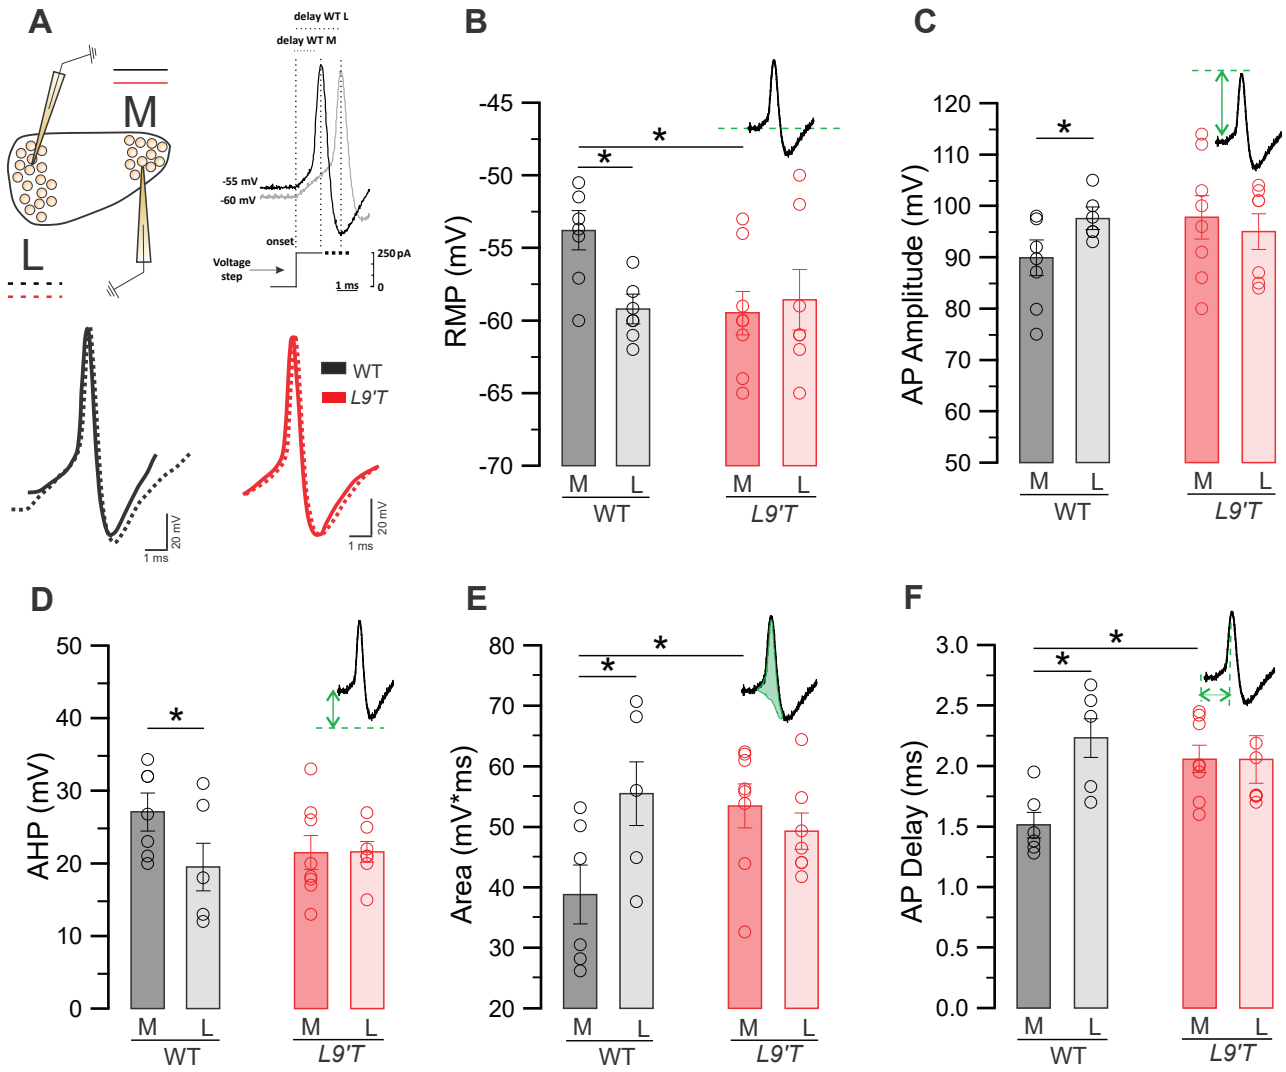 A
delay WT L
delay WT M
M
L
-55 mV
-60 mV
onset
Voltage
step
250 pA
0
1 ms
WT
L9'T
20 mV
1 ms
20 mV
1 ms
B
*
*
RMP (mV)
-45
-50
-55
-60
-65
-70
M L M L
WT L9'T
C
*
AP Amplitude (mV)
120
110
100
90
80
70
60
50
M L M L
WT L9'T
D
*
AHP (mV)
50
40
30
20
10
0
M L M L
WT L9'T
E
*
*
Area (mV*ms)
80
70
60
50
40
30
20
M L M L
WT L9'T
F
*
*
AP Delay (ms)
3.0
2.5
2.0
1.5
1.0
0.5
0.0
M L M L
WT L9'T